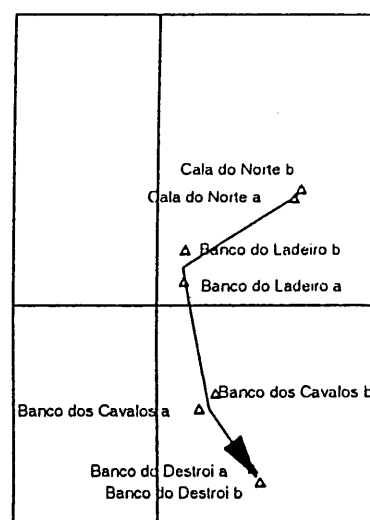 Cala do Norte b
Cala do Norte a
Banco do Ladeiro b
Banco do Ladeiro a
Banco dos Cavalos b
Banco dos Cavalos a
Banco do Destroi a
Banco do Destroi b